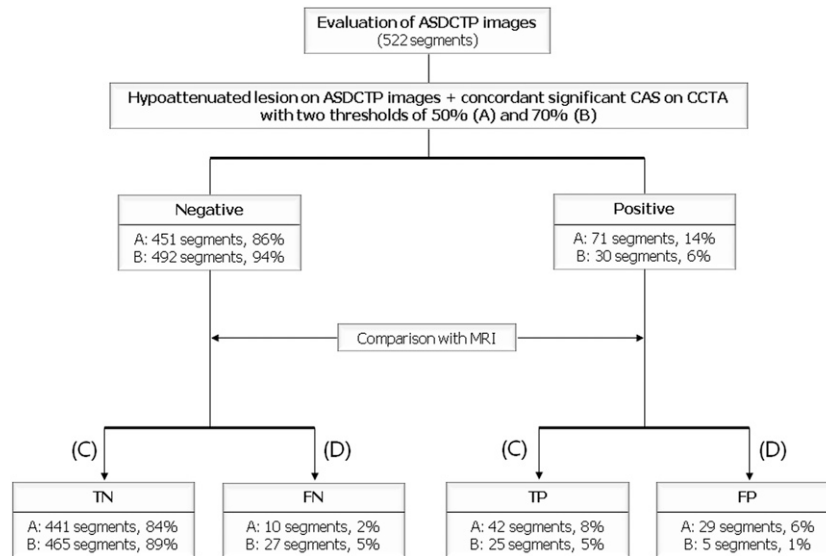 Evaluation of ASDCTP images
(522 segments)
Hypoattenuated lesion on ASDCTP images + concordant significant CAS on CCTA
with two thresholds of 50% (A) and 70% (B)
Negative
A: 451 segments, 86%
B: 492 segments, 94%
Positive
A: 71 segments, 14%
B: 30 segments, 6%
Comparison with MRI
(C)
(D)
(C)
(D)
TN
A: 441 segments, 84%
B: 465 segments, 89%
FN
A: 10 segments, 2%
B: 27 segments, 5%
TP
A: 42 segments, 8%
B: 25 segments, 5%
FP
A: 29 segments, 6%
B: 5 segments, 1%